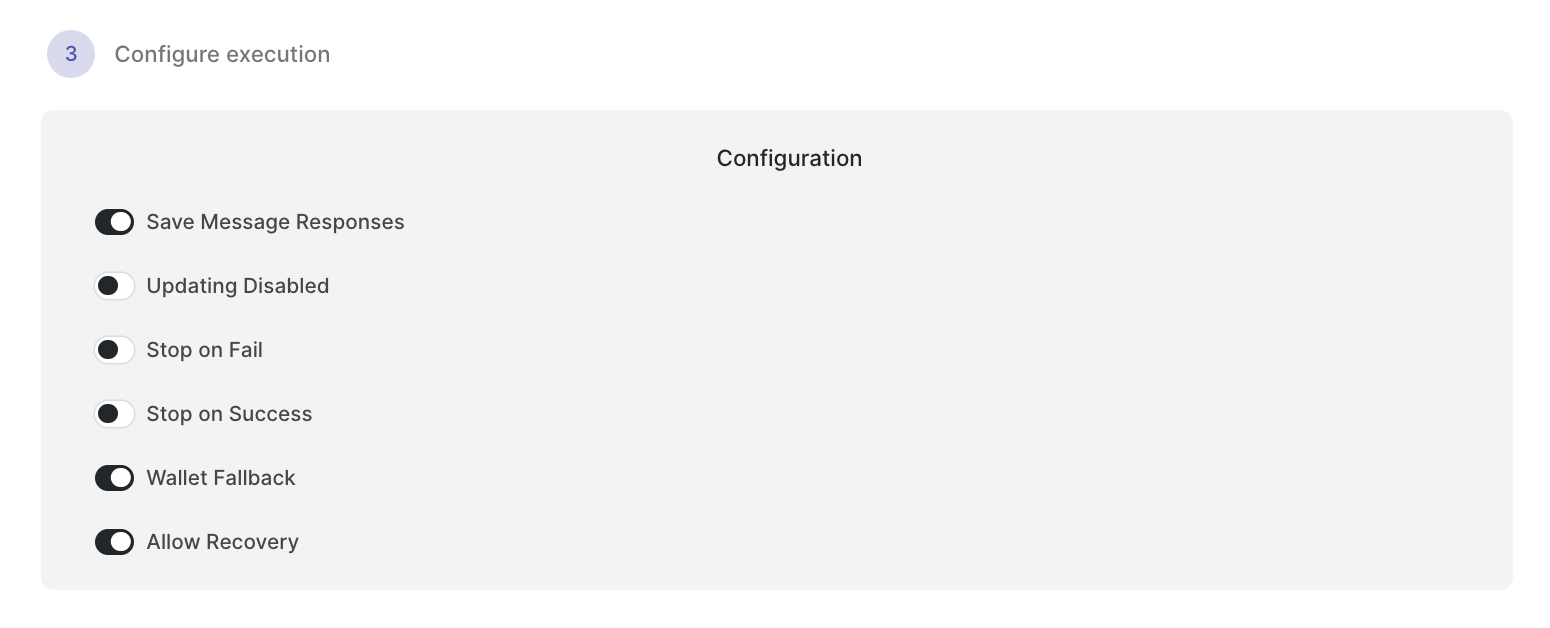 3 Configure execution
Configuration
Save Message Responses
Updating Disabled
Stop on Fail
Stop on Success
Wallet Fallback
Allow Recovery